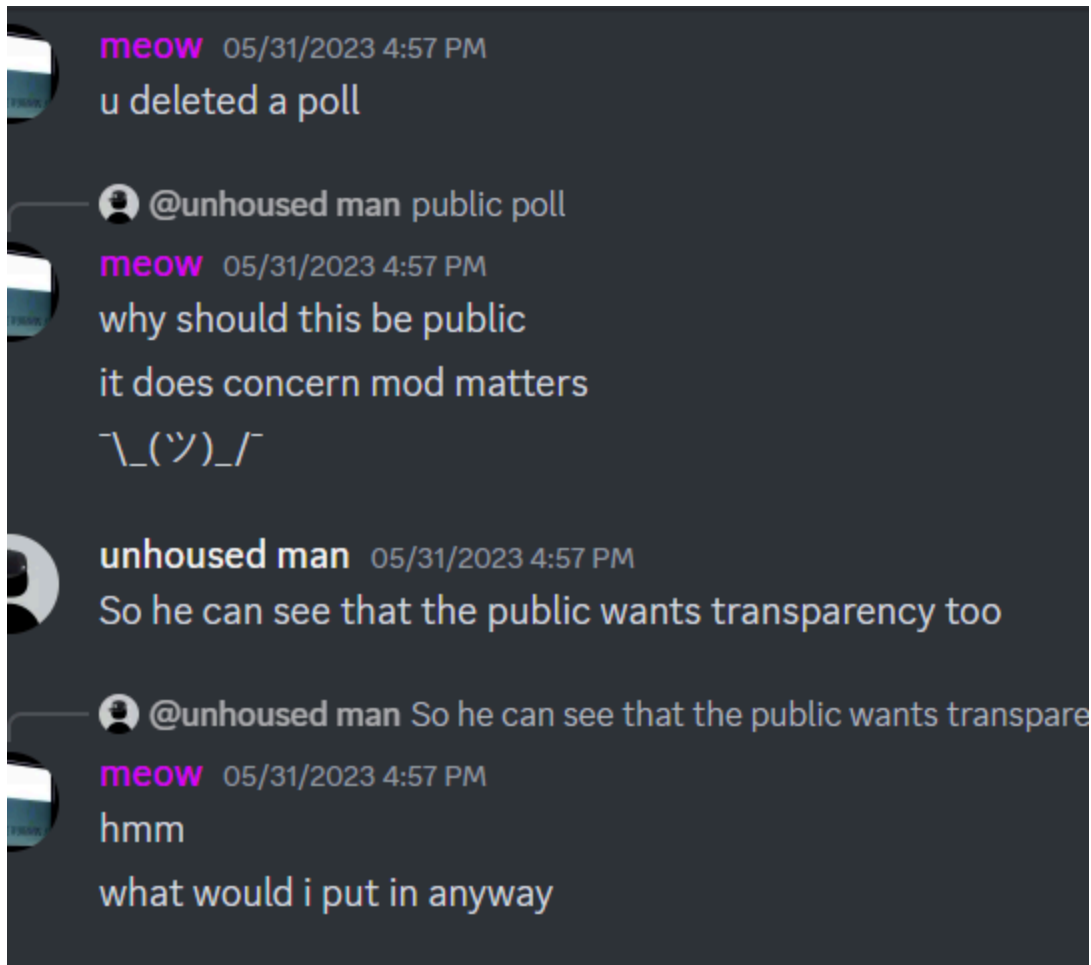 meow 05/31/2023 4:57 PM
u deleted a poll
@unhoused man public poll
meow 05/31/2023 4:57 PM
why should this be public
it does concern mod matters
¯\_(ツ)_/¯
unhoused man 05/31/2023 4:57 PM
So he can see that the public wants transparency too
@unhoused man So he can see that the public wants transpare
meow 05/31/2023 4:57 PM
hmm
what would i put in anyway